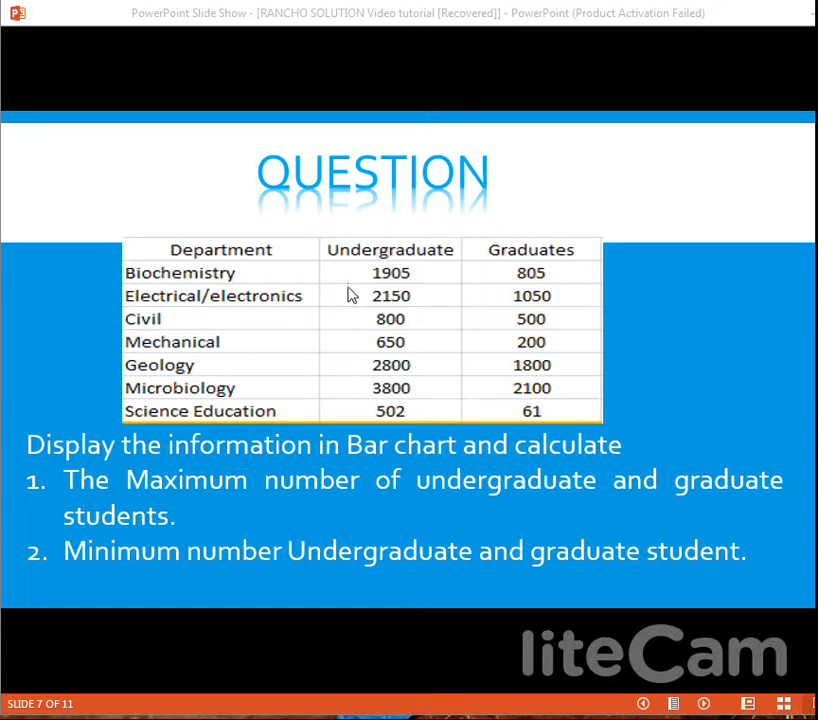 PowerPoint Slide Show - [RANCHO SOLUTION Video tutorial [Recovered]] - PowerPoint (Product Activation Failed)
QUESTION
Department Undergraduate Graduates
Biochemistry 1905 805
Electrical/electronics 2150 1050
Civil 800 500
Mechanical 650 200
Geology 2800 1800
Microbiology 3800 2100
Science Education 502 61
Display the information in Bar chart and calculate
1. The Maximum number of undergraduate and graduate
students.
2. Minimum number Undergraduate and graduate student.
liteCam
SLIDE 7 OF 11